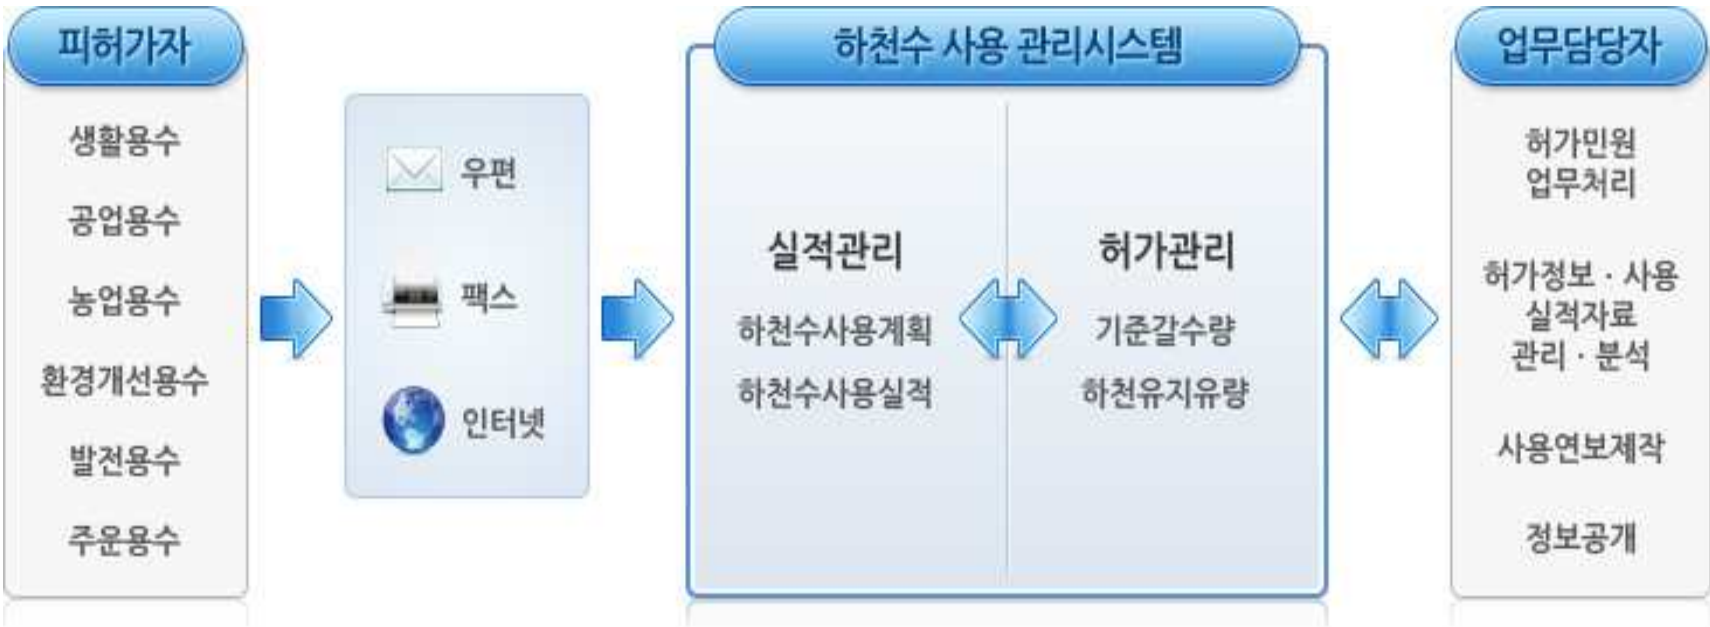 피허가자
생활용수
공업용수
농업용수
환경개선용수
발전용수
주운용수
우편
팩스
인터넷
하천수 사용 관리시스템
실적관리
하천수사용계획
하천수사용실적
허가관리
기준갈수량
하천유지유량
업무담당자
허가민원
업무처리
허가정보 · 사용
실적자료
관리 · 분석
사용연보제작
정보공개